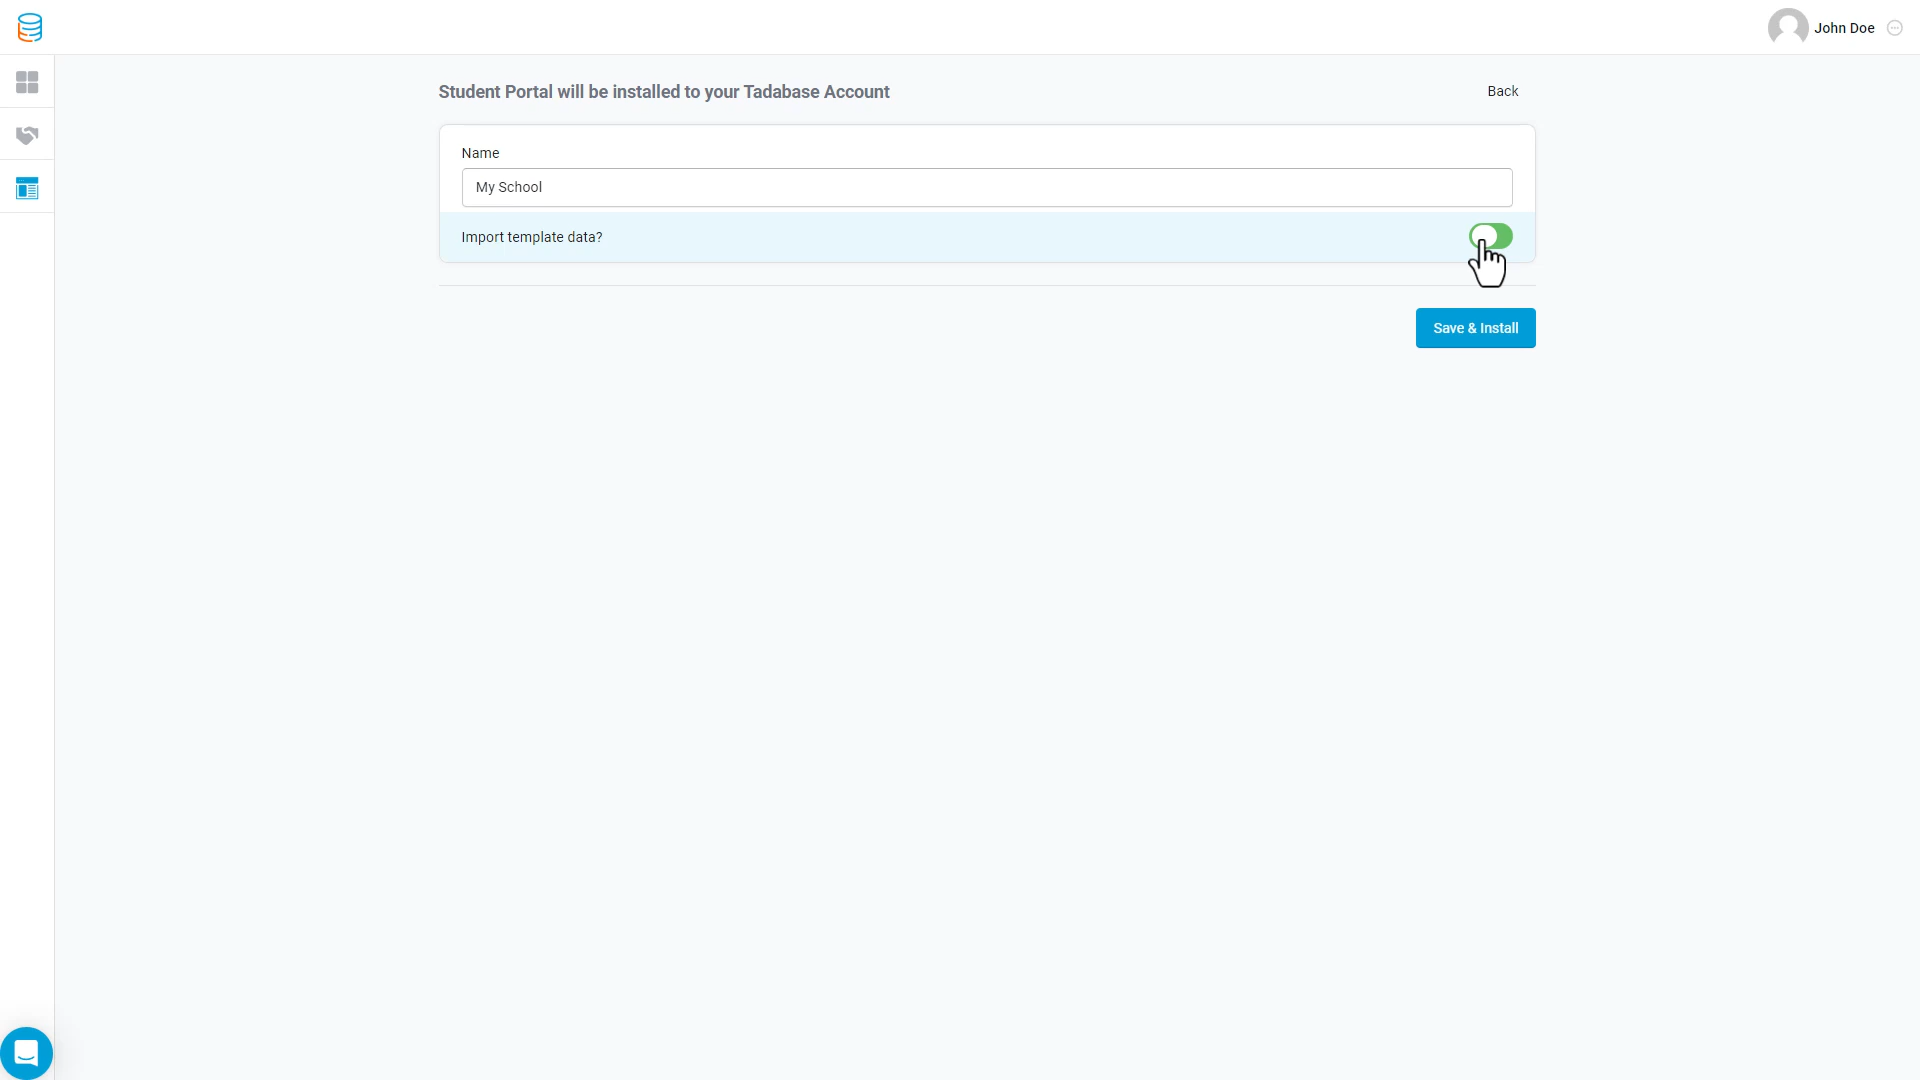 John Doe
Student Portal will be installed to your Tadabase Account
Back
Name
My School
Import template data?
Save & Install